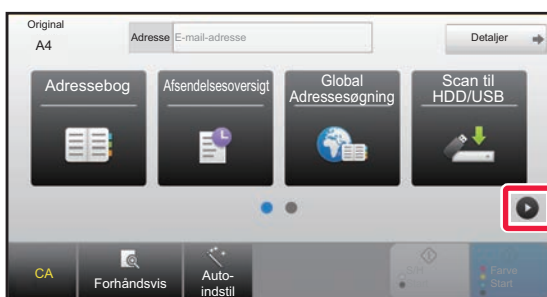 Original
A4
Adresse E-mail-adresse
Detaljer
Adressebog
Afsendelsesoversigt
Global
Adressesøgning
Scan til
HDD/USB
CA
Forhåndsvis
Auto-
indstil
Farve
Start